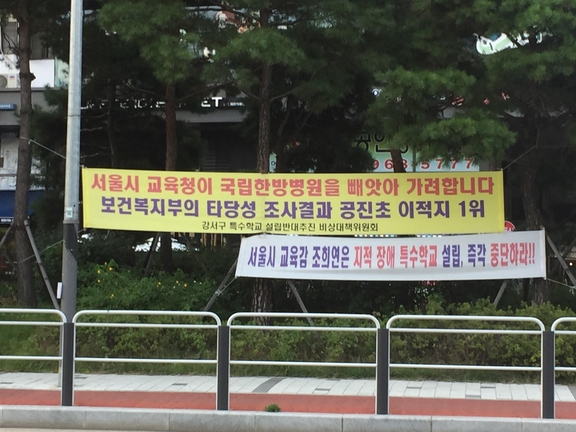 서울시 교육청이 국립한방병원을 빼앗아 가려합니다
보건복지부의 타당성 조사결과 공진초 이적지 1위
강서구 특수학교 설립반대추진 비상대책위원회
서울시 교육감 조희연은 지적 장애 특수학교 설립, 즉각 중단하라!!